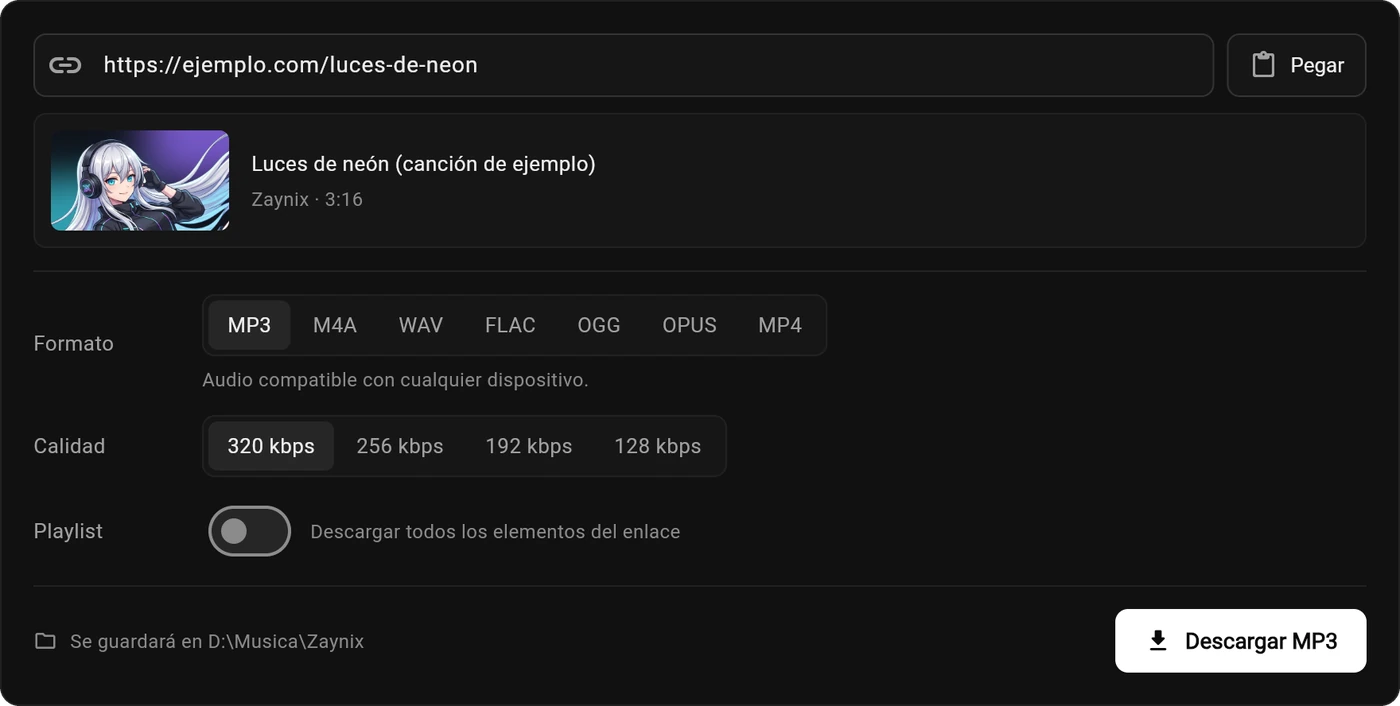 https://ejemplo.com/luces-de-neon
Pegar
Luces de neón (canción de ejemplo)
Zaynix · 3:16
Formato
MP3 M4A WAV FLAC OGG OPUS MP4
Audio compatible con cualquier dispositivo.
Calidad
320 kbps 256 kbps 192 kbps 128 kbps
Playlist
Descargar todos los elementos del enlace
Se guardará en D:\Musica\Zaynix
Descargar MP3